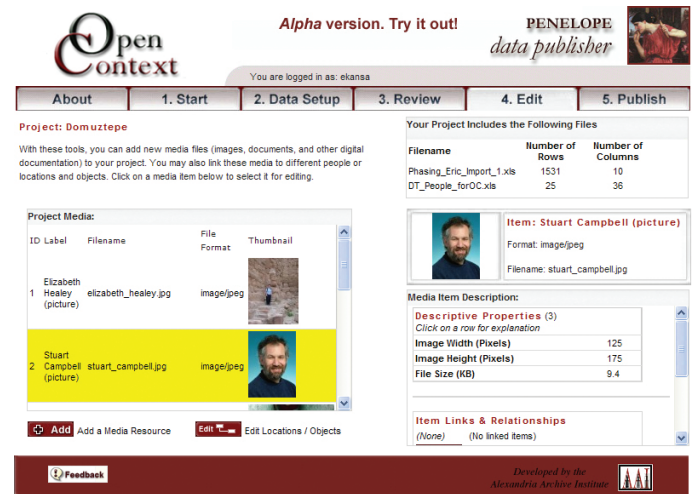 Open
Context
Alpha version. Try it out!
PENELOPE
data publisher
You are logged in as: ekansa
About
1. Start
2. Data Setup
3. Review
4. Edit
5. Publish
Project: Domuztepe
With these tools, you can add new media files (images, documents, and other digital
documentation) to your project. You may also link these media to different people or
locations and objects. Click on a media item below to select it for editing.
Project Media:
ID Label Filename File Format Thumbnail
1 Elizabeth Healey (picture) elizabeth_healey.jpg image/jpeg
2 Stuart Campbell (picture) stuart_campbell.jpg image/jpeg
Add Add a Media Resource
Edit Edit Locations / Objects
Your Project Includes the Following Files
Filename Number of Rows Number of Columns
Phasing_Eric_Import_1.xls 1531 10
DT_People_forOC.xls 25 36
Item: Stuart Campbell (picture)
Format: image/jpeg
Filename: stuart_campbell.jpg
Media Item Description:
Descriptive Properties (3)
Click on a row for explanation
Image Width (Pixels) 125
Image Height (Pixels) 175
File Size (KB) 9.4
Item Links & Relationships
(None) (No linked items)
Feedback
Developed by the
Alexandria Archive Institute